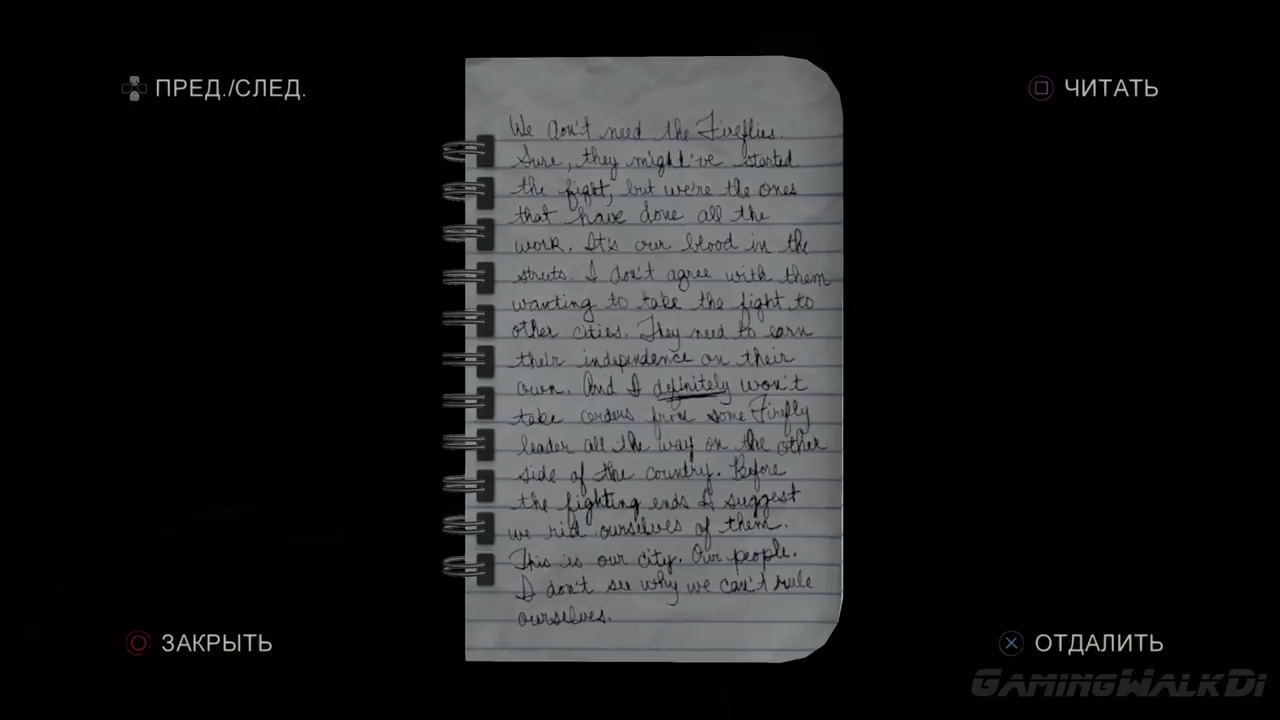 ПРЕД./СЛЕД.
ЧИТАТЬ
We don't need the Fireflies.
Sure, they might've started
the fight, but we're the ones
that have done all the
work. It's our blood in the
streets. I don't agree with them
wanting to take the fight to
other cities. They need to earn
their independence on their
own. And I definitely won't
take orders from some Firefly
leader all the way on the other
side of the country. Before
the fighting ends I suggest
we rid ourselves of them.
This is our city. Our people.
I don't see why we can't rule
ourselves.
ЗАКРЫТЬ
ОТДАЛИТЬ
GamingWalkDi